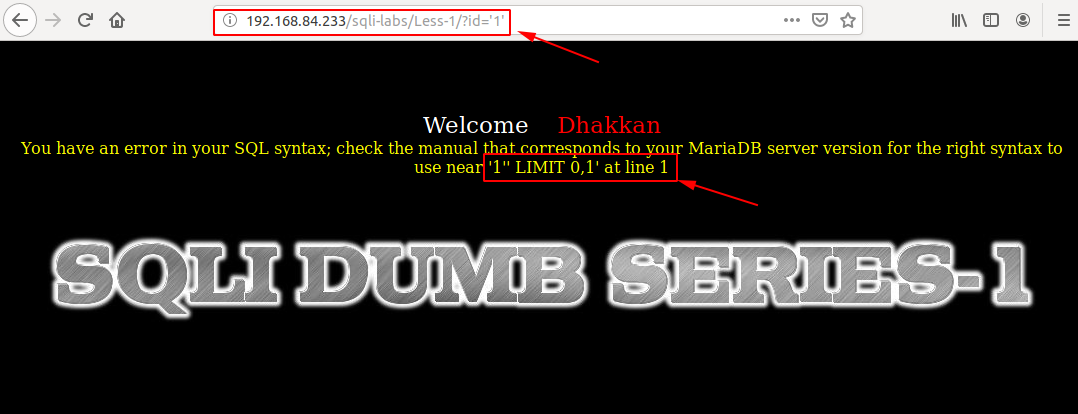 192.168.84.233/sqli-labs/Less-1/?id='1'
Welcome Dhakkan
You have an error in your SQL syntax; check the manual that corresponds to your MariaDB server version for the right syntax to
use near '1'' LIMIT 0,1' at line 1
SQLI DUMB SERIES-1